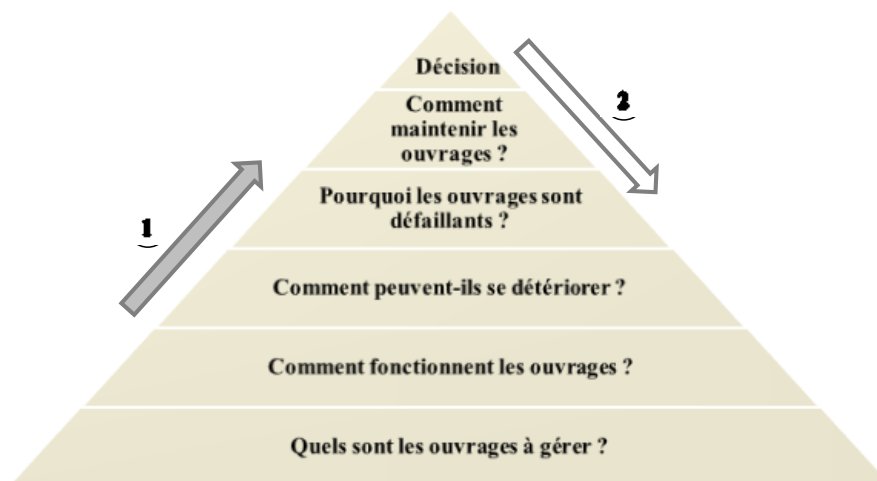 Décision
2
Comment
maintenir les
ouvrages ?
Pourquoi les ouvrages sont
défaillants ?
1
Comment peuvent-ils se détériorer ?
Comment fonctionnent les ouvrages ?
Quels sont les ouvrages à gérer ?